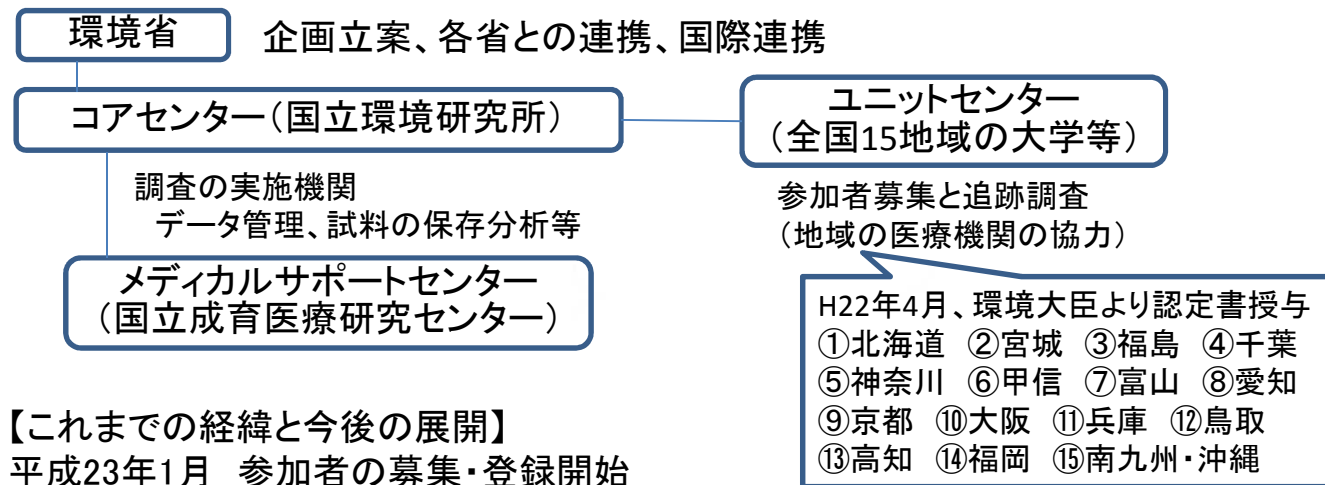 環境省
企画立案、各省との連携、国際連携
コアセンター(国立環境研究所)
ユニットセンター
(全国15地域の大学等)
調査の実施機関
データ管理、試料の保存分析等
参加者募集と追跡調査
(地域の医療機関の協力)
メディカルサポートセンター
(国立成育医療研究センター)
H22年4月、環境大臣より認定書授与
①北海道 ②宮城 ③福島 ④千葉
⑤神奈川 ⑥甲信 ⑦富山 ⑧愛知
⑨京都 ⑩大阪 ⑪兵庫 ⑫鳥取
⑬高知 ⑭福岡 ⑮南九州・沖縄
【これまでの経緯と今後の展開】
平成23年1月 参加者の募集・登録開始